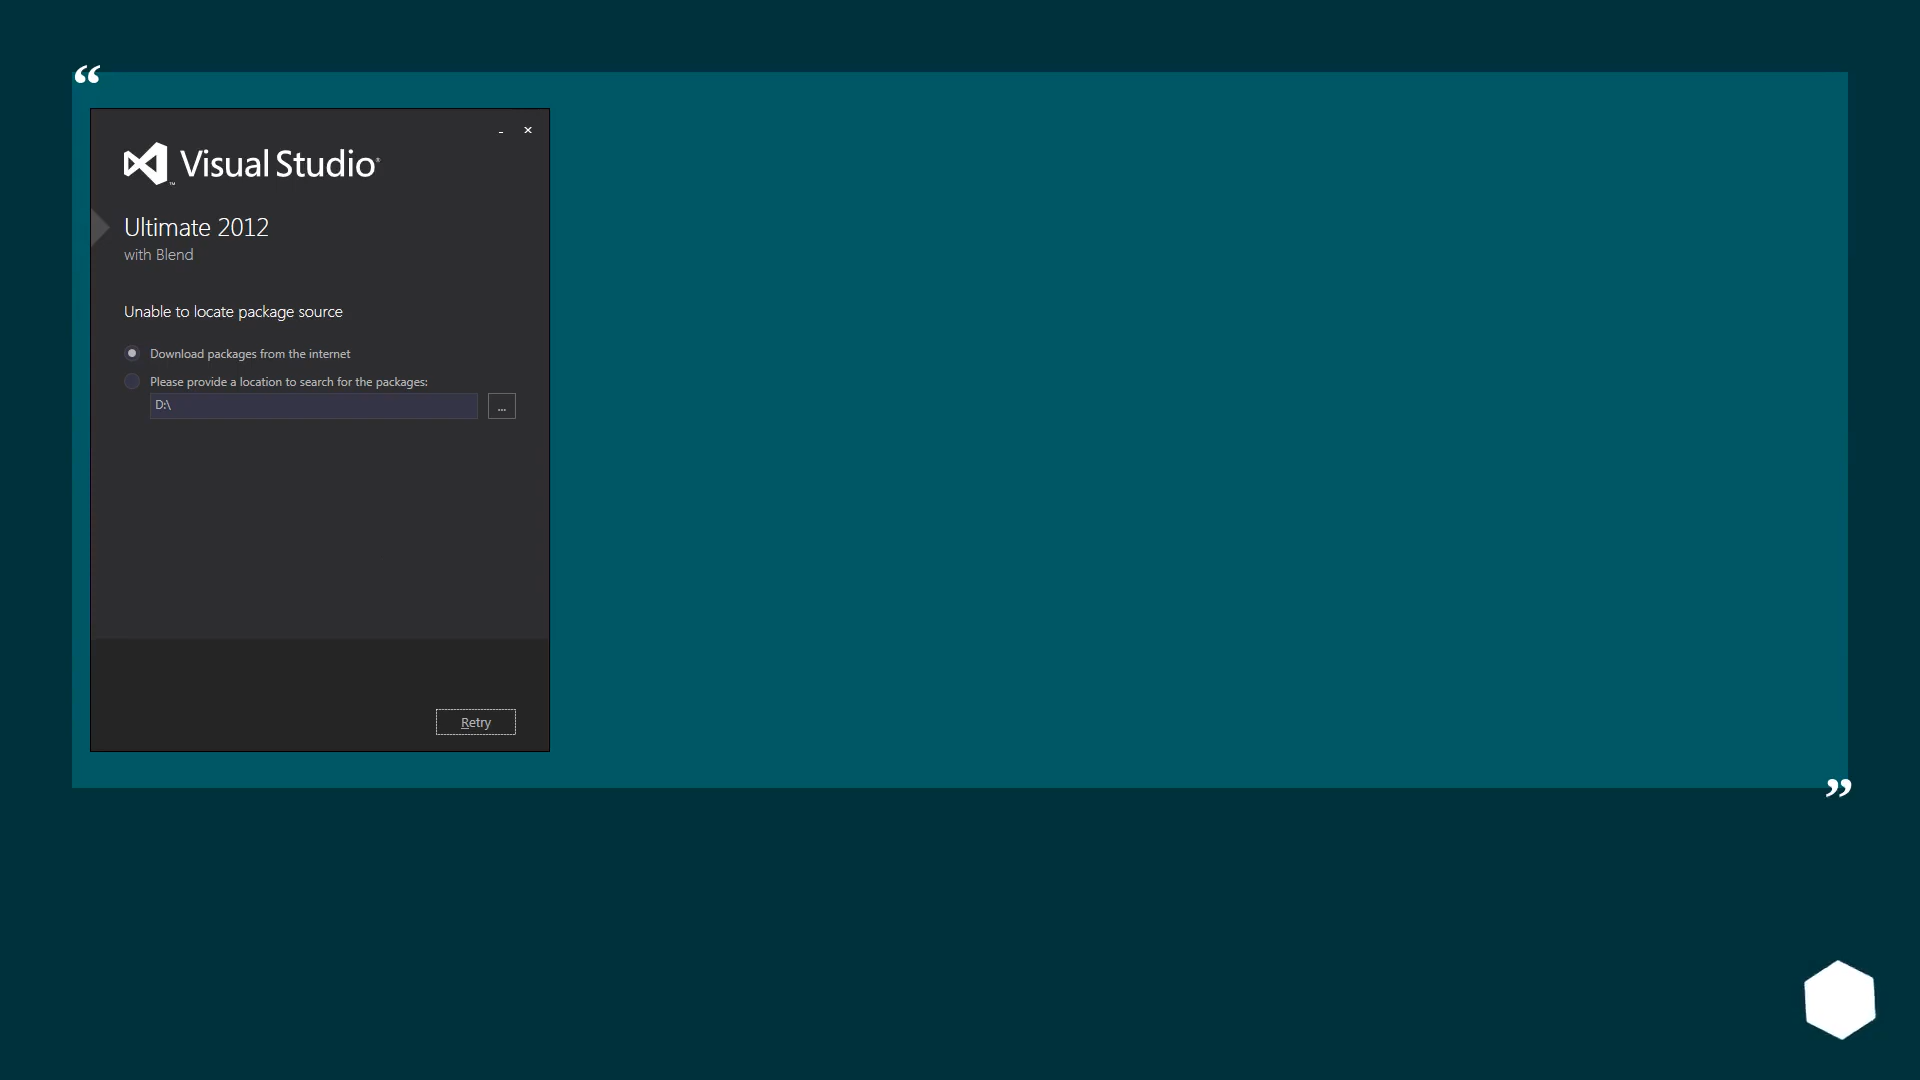 “
Visual Studio®
™
Ultimate 2012
with Blend
Unable to locate package source
Download packages from the internet
Please provide a location to search for the packages:
D:\
...
Retry
”